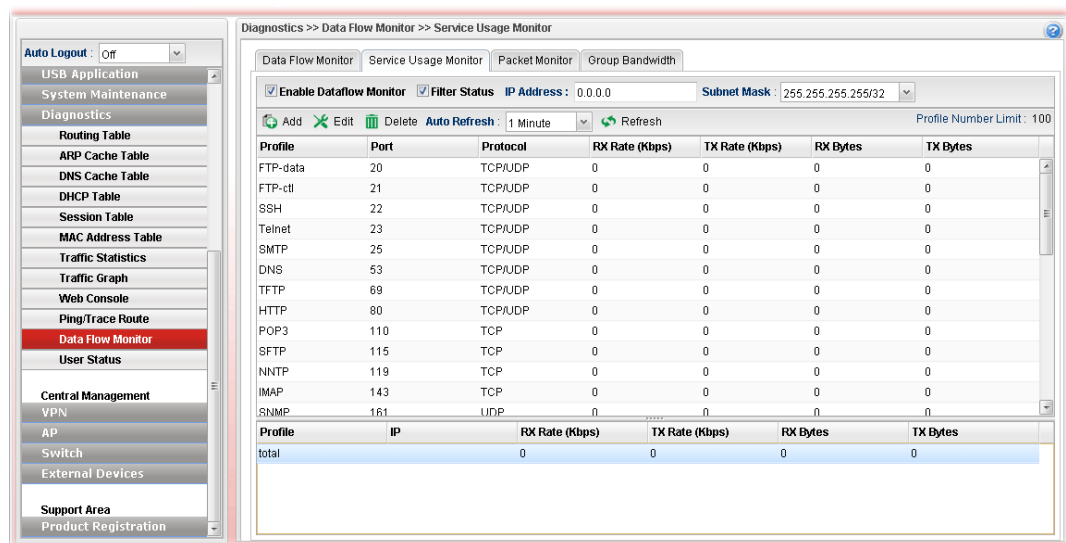 Diagnostics >> Data Flow Monitor >> Service Usage Monitor
Auto Logout : Off
USB Application
System Maintenance
Diagnostics
Routing Table
ARP Cache Table
DNS Cache Table
DHCP Table
Session Table
MAC Address Table
Traffic Statistics
Traffic Graph
Web Console
Ping/Trace Route
Data Flow Monitor
User Status
Central Management
VPN
AP
Switch
External Devices
Support Area
Product Registration
Data Flow Monitor Service Usage Monitor Packet Monitor Group Bandwidth
Enable Dataflow Monitor Filter Status IP Address : 0.0.0.0 Subnet Mask : 255.255.255.255/32
Add Edit Delete Auto Refresh : 1 Minute Refresh Profile Number Limit : 100
Profile Port Protocol RX Rate (Kbps) TX Rate (Kbps) RX Bytes TX Bytes
FTP-data 20 TCP/UDP 0 0 0 0
FTP-ctl 21 TCP/UDP 0 0 0 0
SSH 22 TCP/UDP 0 0 0 0
Telnet 23 TCP/UDP 0 0 0 0
SMTP 25 TCP/UDP 0 0 0 0
DNS 53 TCP/UDP 0 0 0 0
TFTP 69 TCP/UDP 0 0 0 0
HTTP 80 TCP/UDP 0 0 0 0
POP3 110 TCP 0 0 0 0
SFTP 115 TCP 0 0 0 0
NNTP 119 TCP 0 0 0 0
IMAP 143 TCP 0 0 0 0
SNMP 161 UDP 0 0 0 0
Profile IP RX Rate (Kbps) TX Rate (Kbps) RX Bytes TX Bytes
total 0 0 0 0